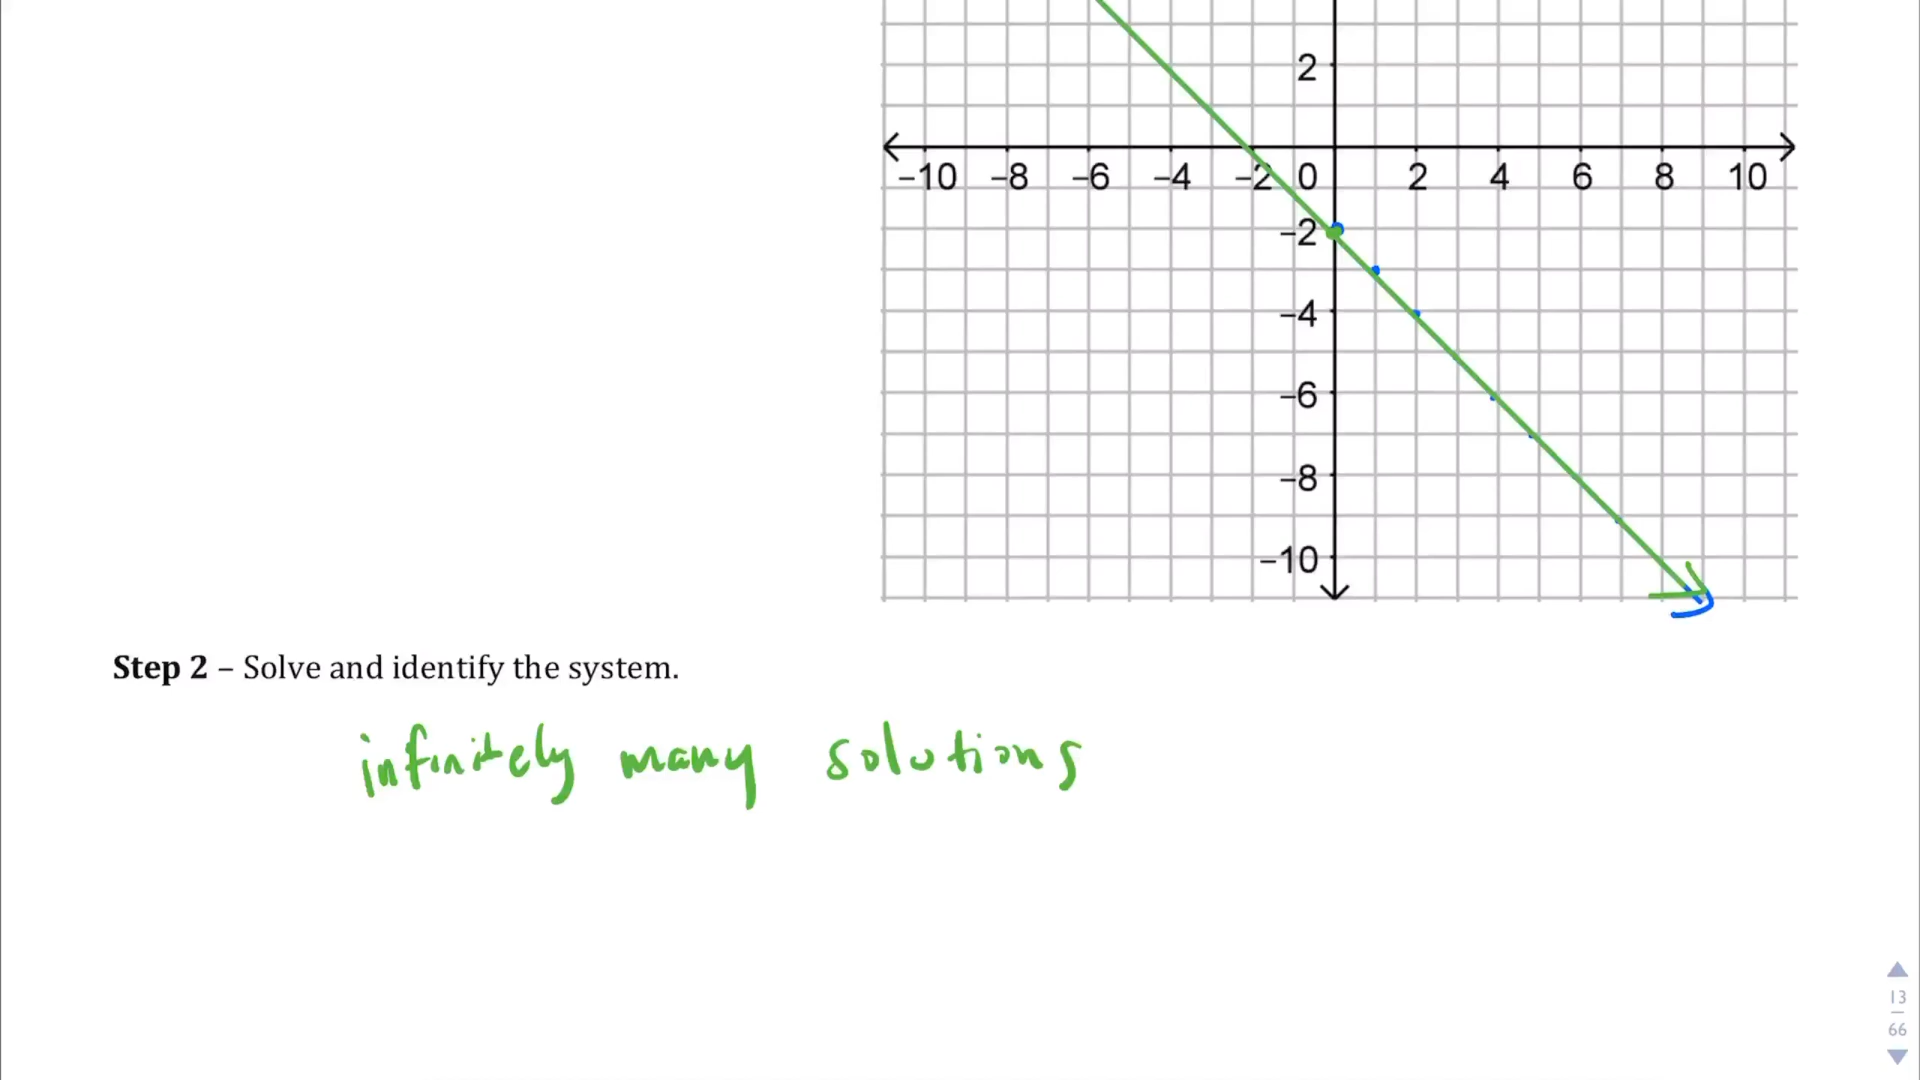 2
−10 −8 −6 −4 −2 0 2 4 6 8 10
−2
−4
−6
−8
−10
Step 2 – Solve and identify the system.
infinitely many solutions
13
66